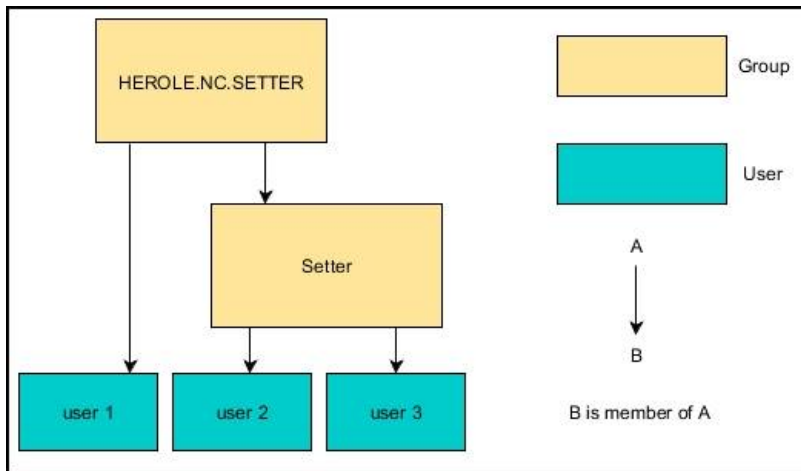 HEROLE.NC.SETTER
Group
User
A
Setter
B
user 1
user 2
user 3
B is member of A